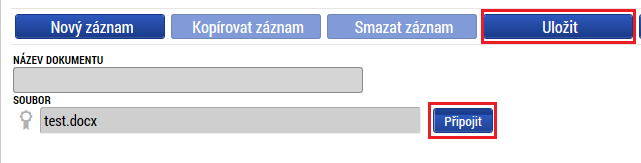 Nový záznam Kopírovat záznam Smazat záznam Uložit
NÁZEV DOKUMENTU
SOUBOR
test.docx Připojit